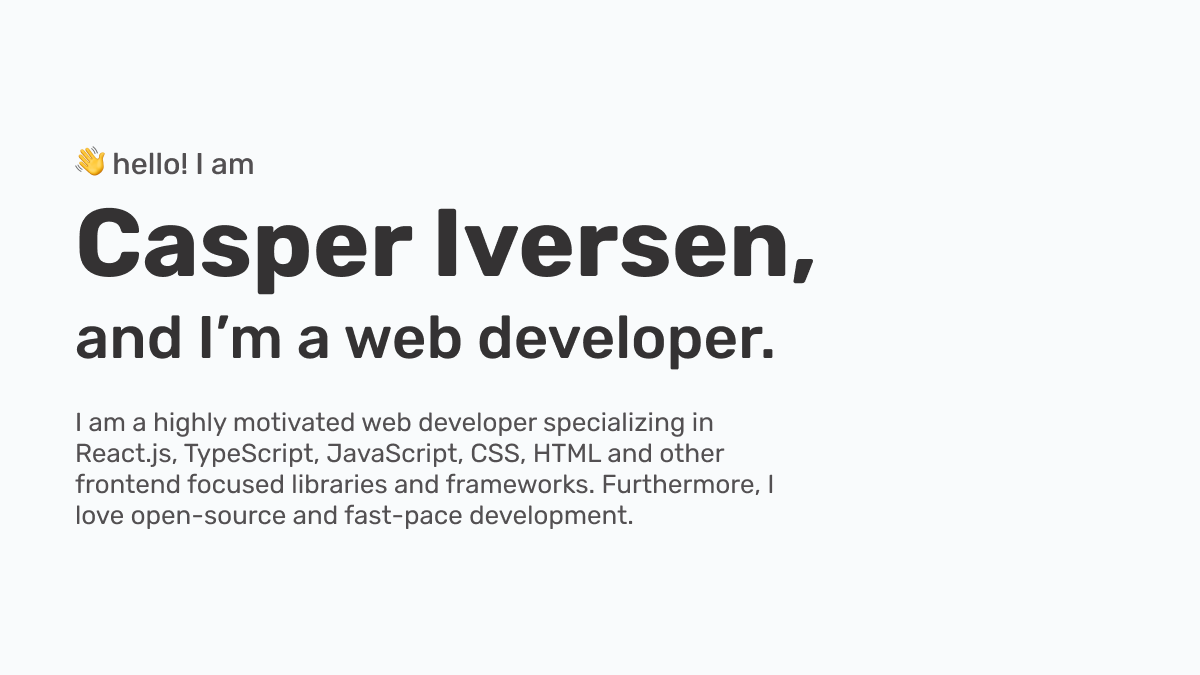 👋 hello! I am
Casper Iversen,
and I’m a web developer.
I am a highly motivated web developer specializing in
React.js, TypeScript, JavaScript, CSS, HTML and other
frontend focused libraries and frameworks. Furthermore, I
love open-source and fast-pace development.